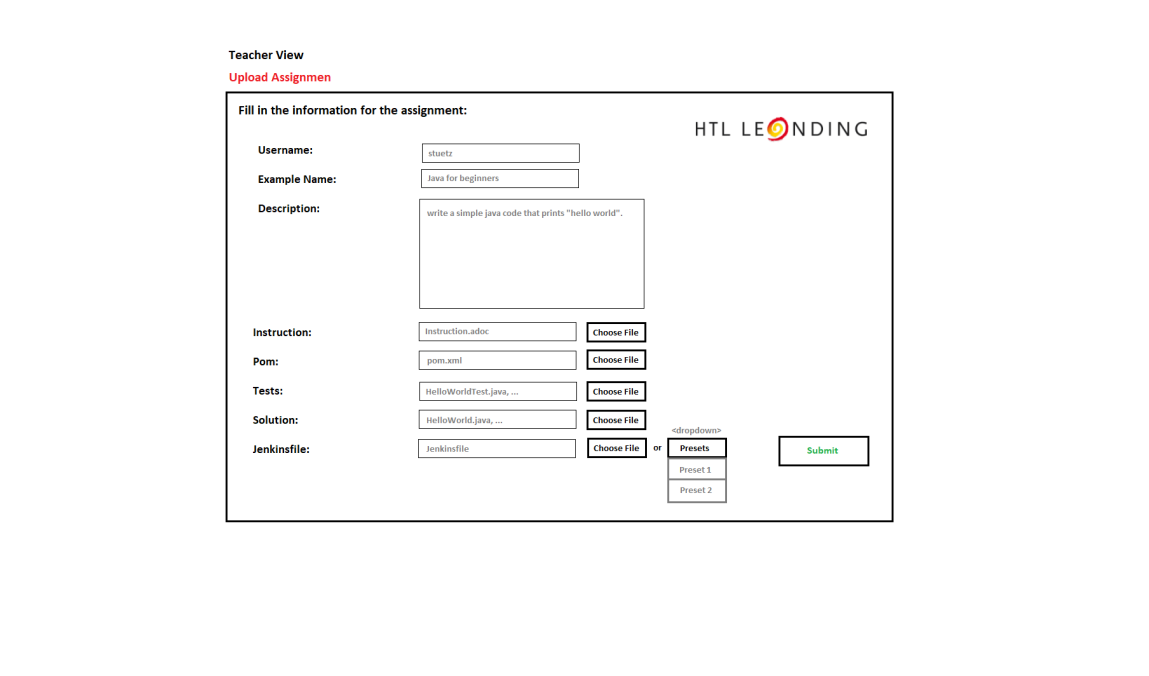 Teacher View
Upload Assignmen
Fill in the information for the assignment:
HTL LEONDING
Username: stuetz
Example Name: Java for beginners
Description: write a simple java code that prints "hello world".
Instruction: Instruction.adoc Choose File
Pom: pom.xml Choose File
Tests: HelloWorldTest.java, ... Choose File
Solution: HelloWorld.java, ... Choose File
<dropdown>
Jenkinsfile: Jenkinsfile Choose File or Presets Submit
Preset 1
Preset 2